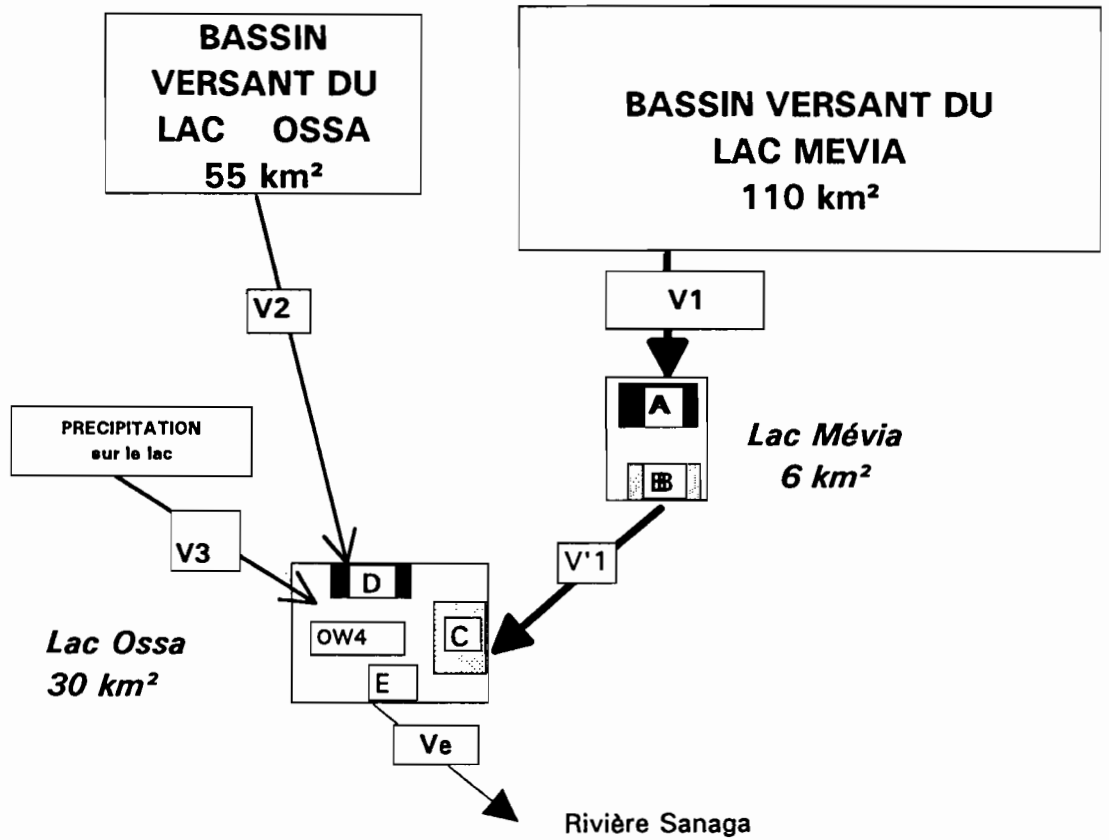 BASSIN
VERSANT DU
LAC OSSA
55 km²
BASSIN VERSANT DU
LAC MEVIA
110 km²
V2
V1
PRECIPITATION
sur le lac
A
Lac Mévia
6 km²
B
V3
V'1
D
OW4
C
Lac Ossa
30 km²
E
Ve
Rivière Sanaga